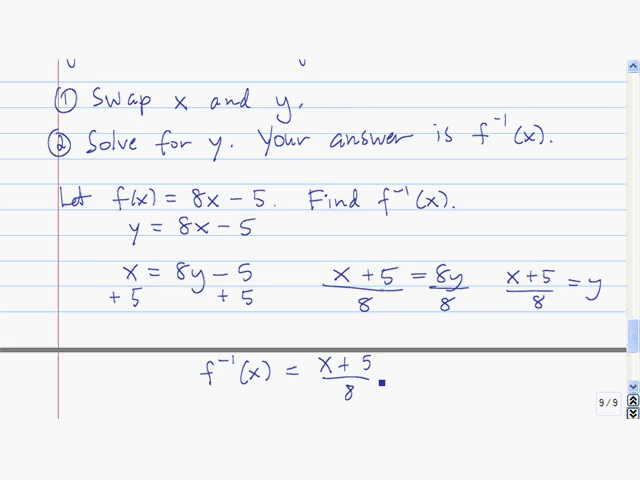 ① Swap x and y.
② Solve for y. Your answer is f⁻¹(x).
Let f(x) = 8x − 5. Find f⁻¹(x).
y = 8x − 5
x = 8y − 5
+5 +5
x + 5 / 8 = 8y / 8
x + 5 / 8 = y
f⁻¹(x) = x + 5 / 8
9 / 9